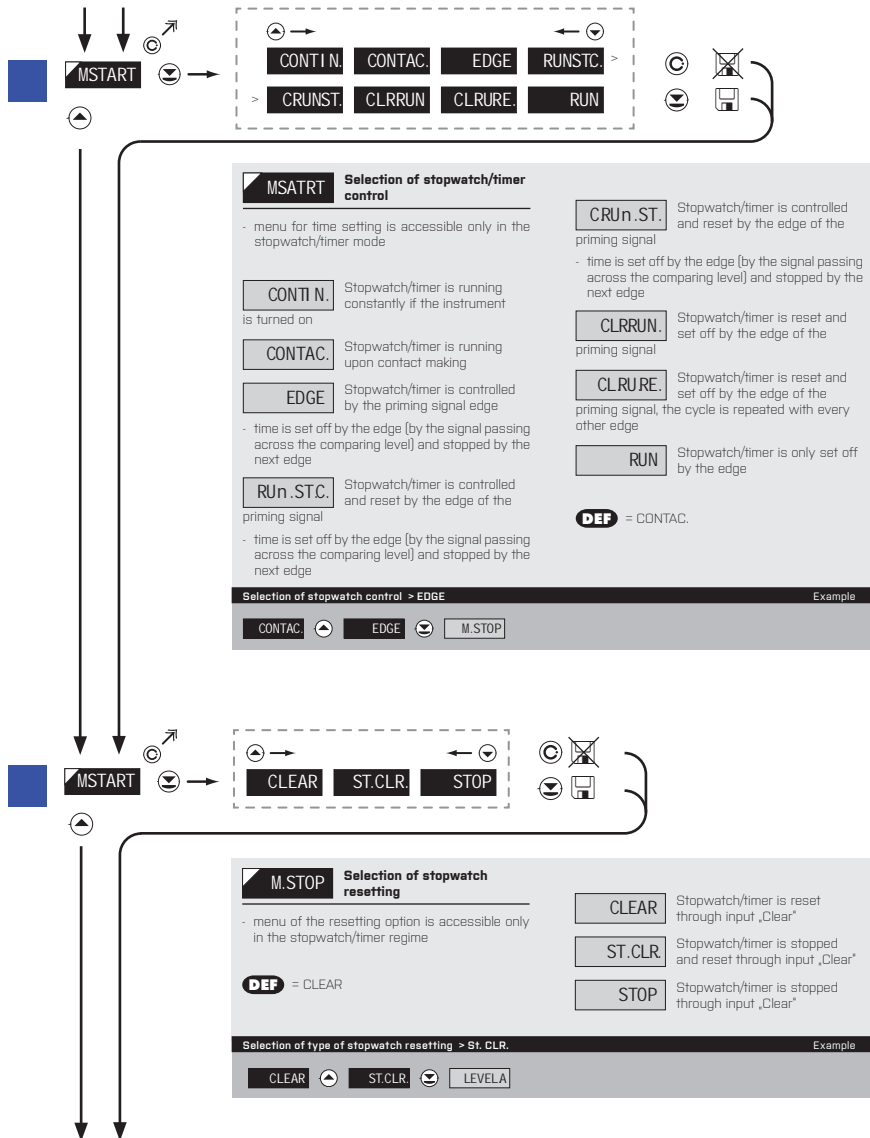 MSTART
CONTIN. CONTAC. EDGE RUNSTC. >
> CRUNST. CLRRUN CLRURE. RUN
MSATRT
Selection of stopwatch/timer
control
- menu for time setting is accessible only in the
stopwatch/timer mode
CONTIN.
Stopwatch/timer is running
constantly if the instrument
is turned on
CONTAC.
Stopwatch/timer is running
upon contact making
EDGE
Stopwatch/timer is controlled
by the priming signal edge
- time is set off by the edge (by the signal passing
across the comparing level) and stopped by the
next edge
RUn.STC.
Stopwatch/timer is controlled
and reset by the edge of the
priming signal
- time is set off by the edge (by the signal passing
across the comparing level) and stopped by the
next edge
CRUn.ST.
Stopwatch/timer is controlled
and reset by the edge of the
priming signal
- time is set off by the edge (by the signal passing
across the comparing level) and stopped by the
next edge
CLRRUN.
Stopwatch/timer is reset and
set off by the edge of the
priming signal
CLRURE.
Stopwatch/timer is reset and
set off by the edge of the
priming signal, the cycle is repeated with every
other edge
RUN
Stopwatch/timer is only set off
by the edge
DEF = CONTAC.
Selection of stopwatch control > EDGE Example
CONTAC. EDGE M.STOP
MSTART
CLEAR ST.CLR. STOP
M.STOP
Selection of stopwatch
resetting
- menu of the resetting option is accessible only
in the stopwatch/timer regime
DEF = CLEAR
CLEAR
Stopwatch/timer is reset
through input „Clear"
ST.CLR.
Stopwatch/timer is stopped
and reset through input „Clear"
STOP
Stopwatch/timer is stopped
through input „Clear"
Selection of type of stopwatch resetting > St. CLR. Example
CLEAR ST.CLR. LEVELA